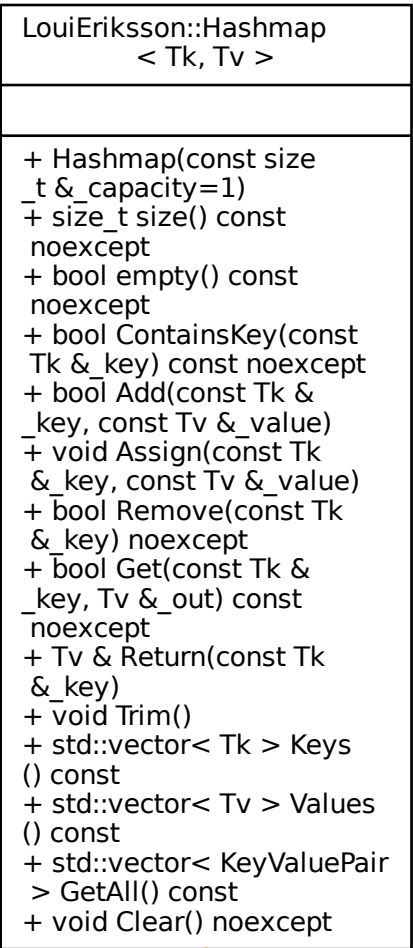 LouiEriksson::Hashmap
< Tk, Tv >
+ Hashmap(const size
_t &_capacity=1)
+ size_t size() const
noexcept
+ bool empty() const
noexcept
+ bool ContainsKey(const
Tk &_key) const noexcept
+ bool Add(const Tk &
_key, const Tv &_value)
+ void Assign(const Tk
&_key, const Tv &_value)
+ bool Remove(const Tk
&_key) noexcept
+ bool Get(const Tk &
_key, Tv &_out) const
noexcept
+ Tv & Return(const Tk
&_key)
+ void Trim()
+ std::vector< Tk > Keys
() const
+ std::vector< Tv > Values
() const
+ std::vector< KeyValuePair
> GetAll() const
+ void Clear() noexcept